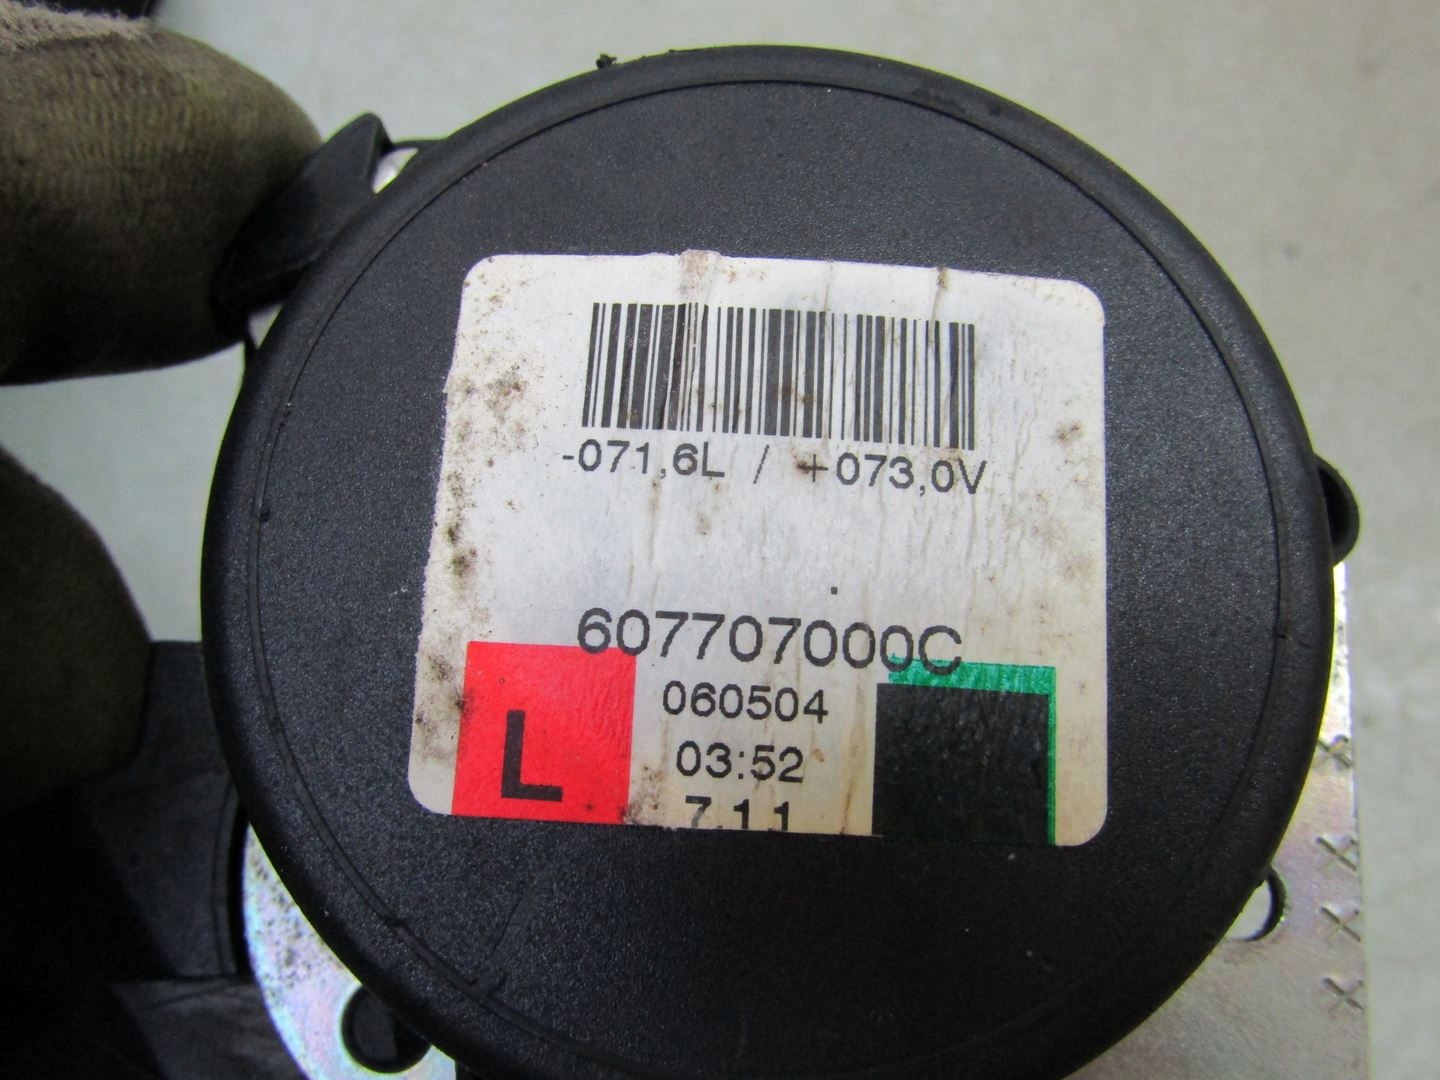 -071,6L / +073,0V
607707000C
060504
L
03:52
7.1 1